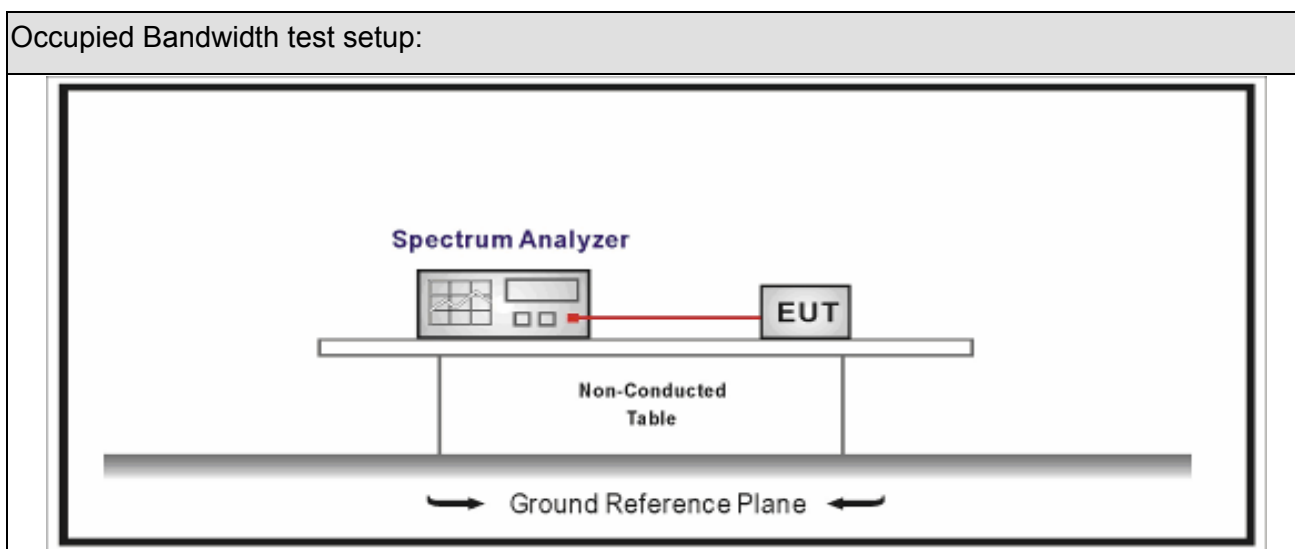 Occupied Bandwidth test setup:
Spectrum Analyzer
EUT
Non-Conducted
Table
Ground Reference Plane